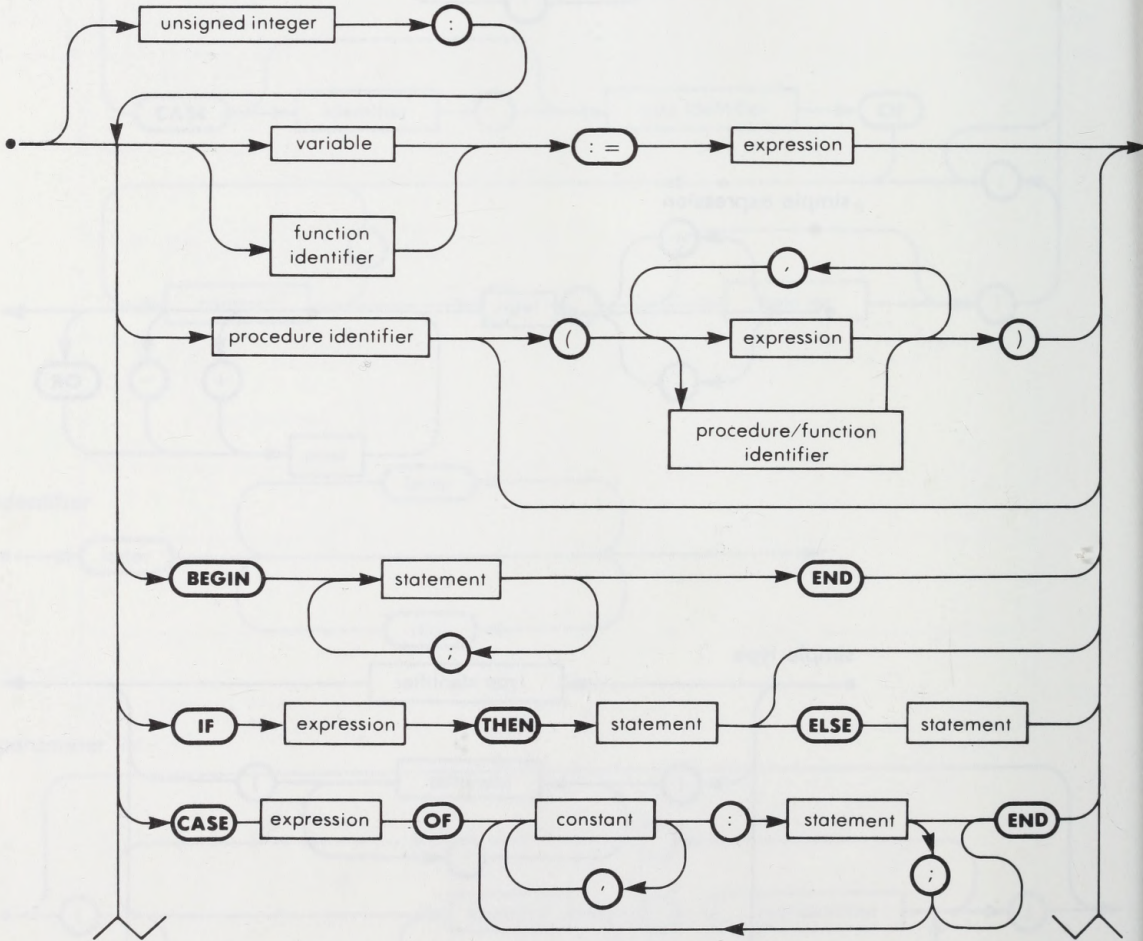 unsigned integer :
variable := expression
function
identifier
,
procedure identifier ( expression )
procedure/function
identifier
BEGIN statement END
;
IF expression THEN statement ELSE statement
CASE expression OF constant : statement END
,
;